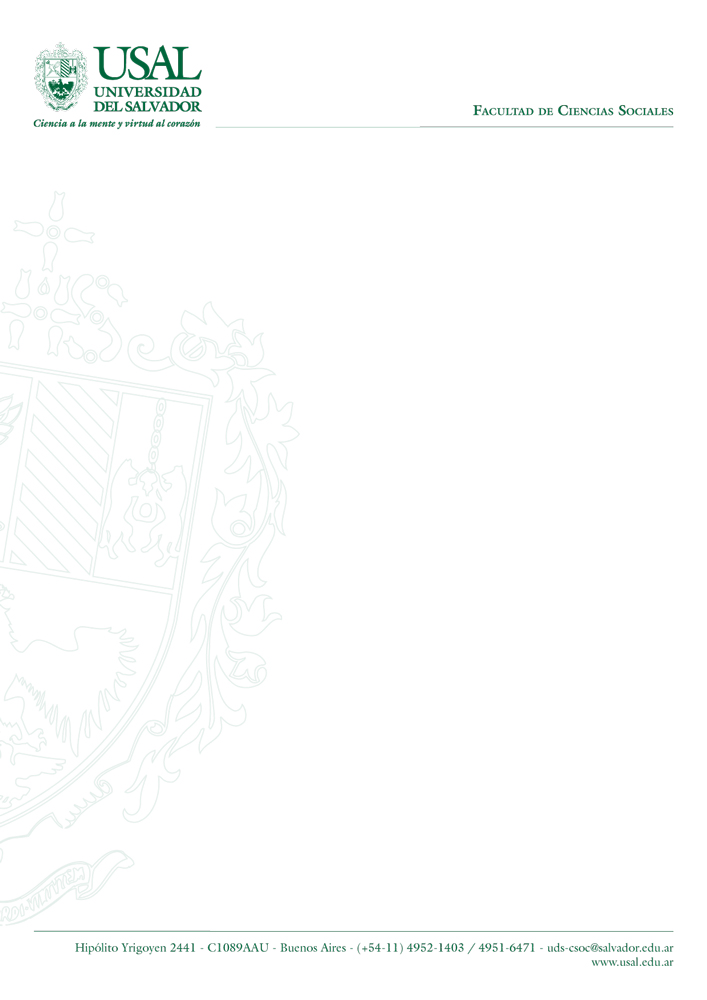 USAL
UNIVERSIDAD
DEL SALVADOR
Ciencia a la mente y virtud al corazón
FACULTAD DE CIENCIAS SOCIALES
Hipólito Yrigoyen 2441 - C1089AAU - Buenos Aires - (+54-11) 4952-1403 / 4951-6471 - uds-csoc@salvador.edu.ar
www.usal.edu.ar